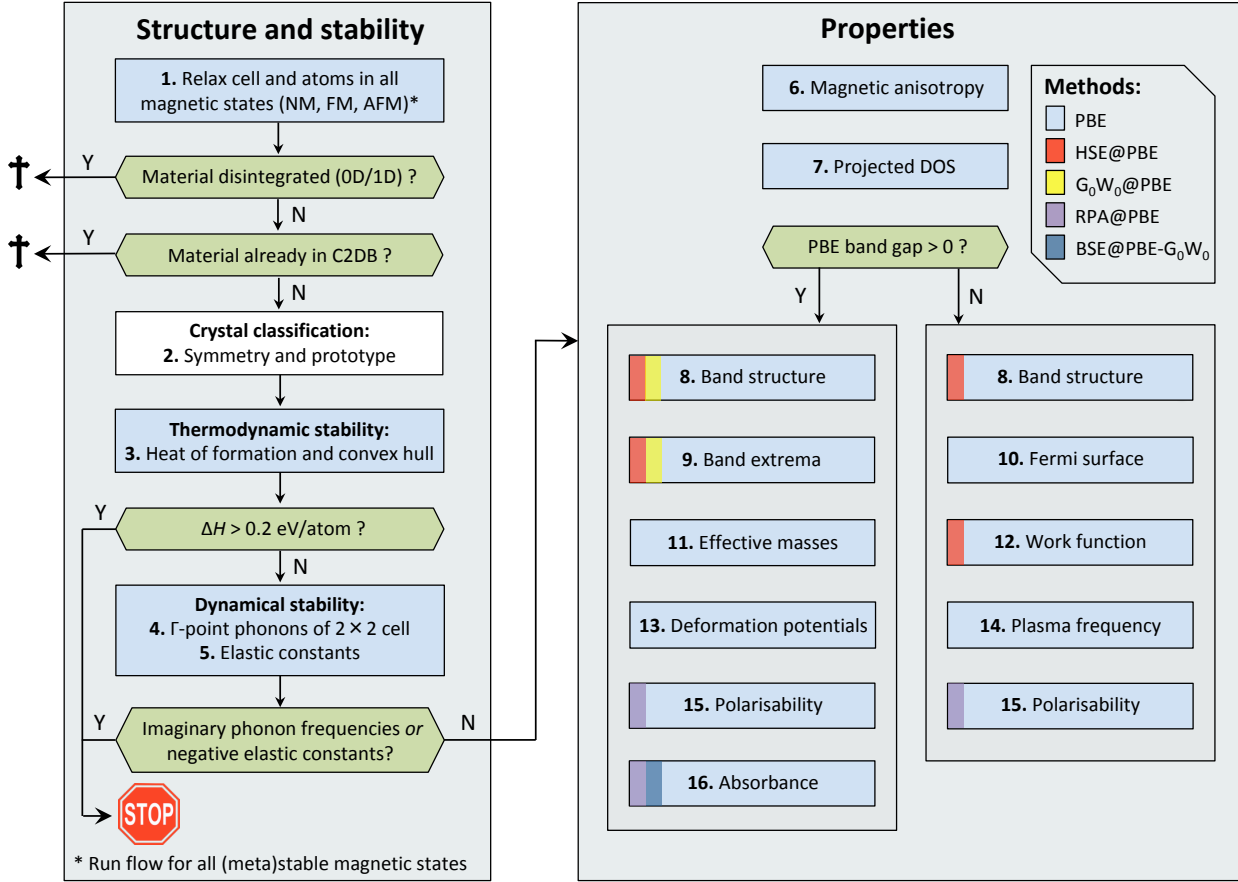 Structure and stability
1. Relax cell and atoms in all
magnetic states (NM, FM, AFM)*
Y
Material disintegrated (0D/1D) ?
N
Y
Material already in C2DB ?
N
Crystal classification:
2. Symmetry and prototype
Thermodynamic stability:
3. Heat of formation and convex hull
Y
ΔH > 0.2 eV/atom ?
N
Dynamical stability:
4. Γ-point phonons of 2 × 2 cell
5. Elastic constants
Y
Imaginary phonon frequencies or
negative elastic constants?
N
STOP
* Run flow for all (meta)stable magnetic states
Properties
6. Magnetic anisotropy
7. Projected DOS
PBE band gap > 0 ?
Y
N
Methods:
PBE
HSE@PBE
G₀W₀@PBE
RPA@PBE
BSE@PBE-G₀W₀
8. Band structure
9. Band extrema
11. Effective masses
13. Deformation potentials
15. Polarisability
16. Absorbance
8. Band structure
10. Fermi surface
12. Work function
14. Plasma frequency
15. Polarisability